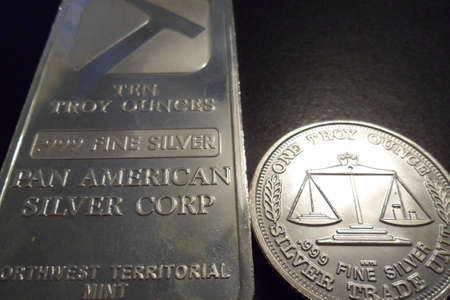 TEN
TROY OUNCES
.999 FINE SILVER
PAN AMERICAN
SILVER CORP
NORTHWEST TERRITORIAL
MINT
ONE TROY OUNCE
.999 FINE SILVER
SILVER TRADE UNIT